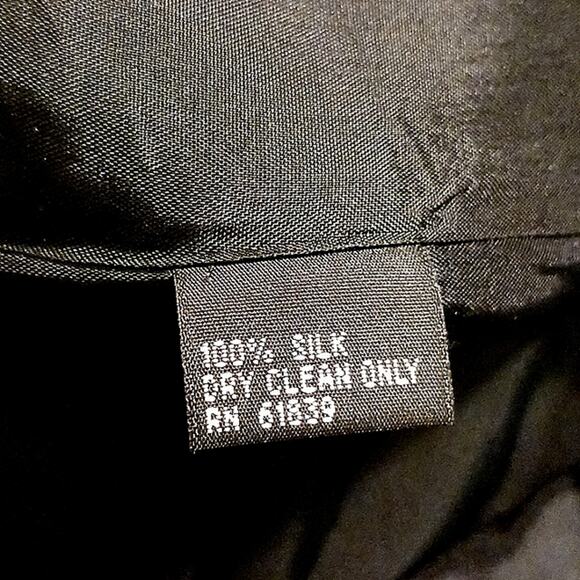 100% SILK
DRY CLEAN ONLY
RN 61839